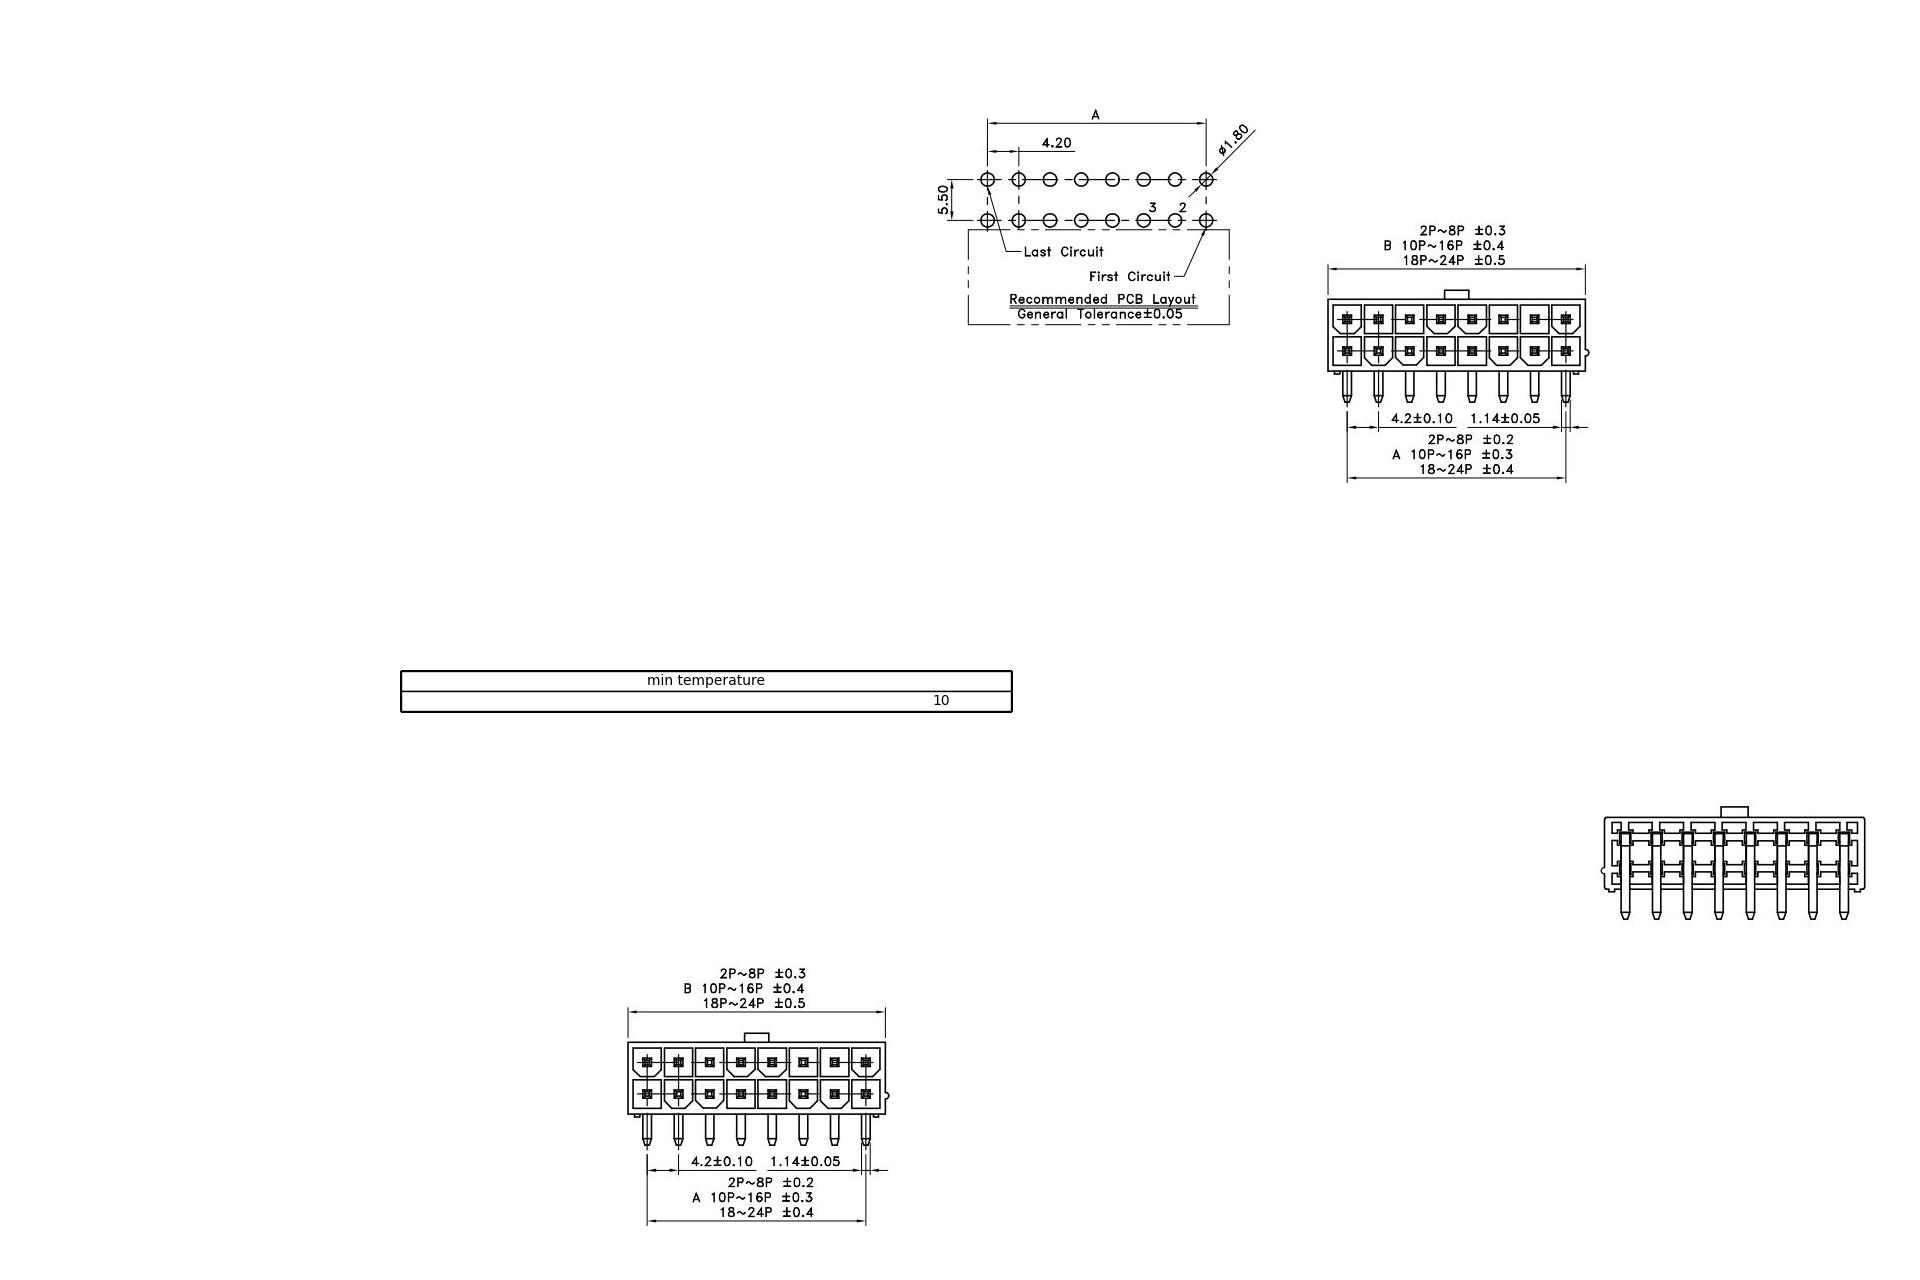 A
4.20
ø1.80
5.50
3 2
Last Circuit
First Circuit
Recommended PCB Layout
General Tolerance±0.05
2P~8P ±0.3
B 10P~16P ±0.4
18P~24P ±0.5
4.2±0.10 1.14±0.05
2P~8P ±0.2
A 10P~16P ±0.3
18~24P ±0.4
min temperature
10
2P~8P ±0.3
B 10P~16P ±0.4
18P~24P ±0.5
4.2±0.10 1.14±0.05
2P~8P ±0.2
A 10P~16P ±0.3
18~24P ±0.4